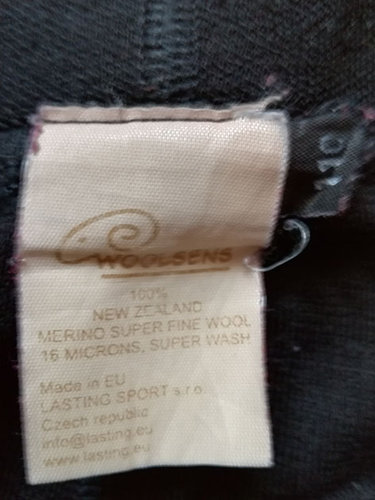 WOOLSENS
100%
NEW ZEALAND
MERINO SUPER FINE WOOL
16 MICRONS, SUPER WASH
Made in EU
LASTING SPORT s.r.o.
Czech republic
info@lasting.eu
www.lasting.eu
110